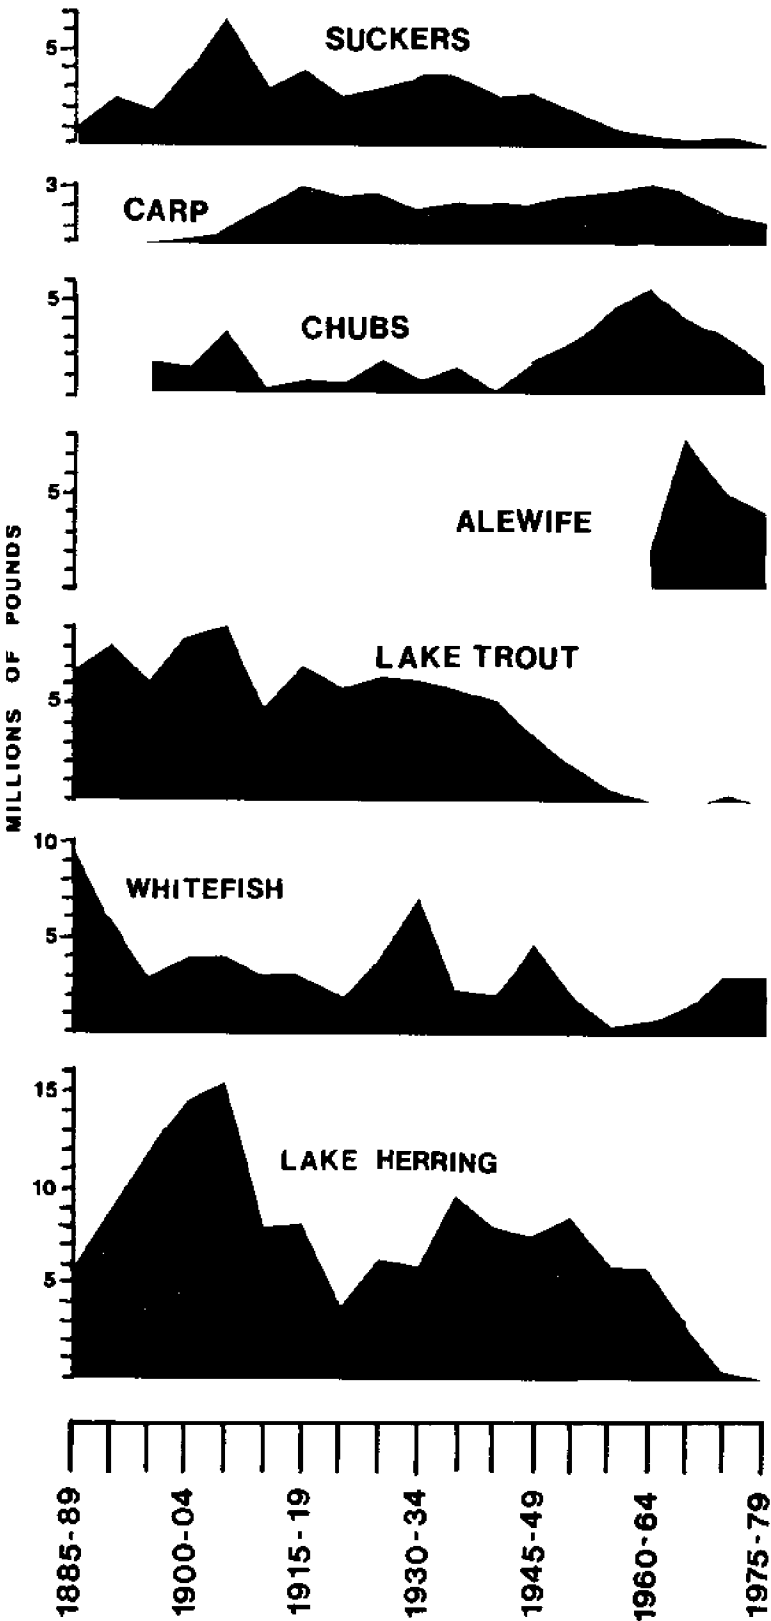 SUCKERS
5
3
CARP
5
CHUBS
5
ALEWIFE
MILLIONS OF POUNDS
LAKE TROUT
5
10
WHITEFISH
5
15
LAKE HERRING
10
5
1885-89
1900-04
1915-19
1930-34
1945-49
1960-64
1975-79